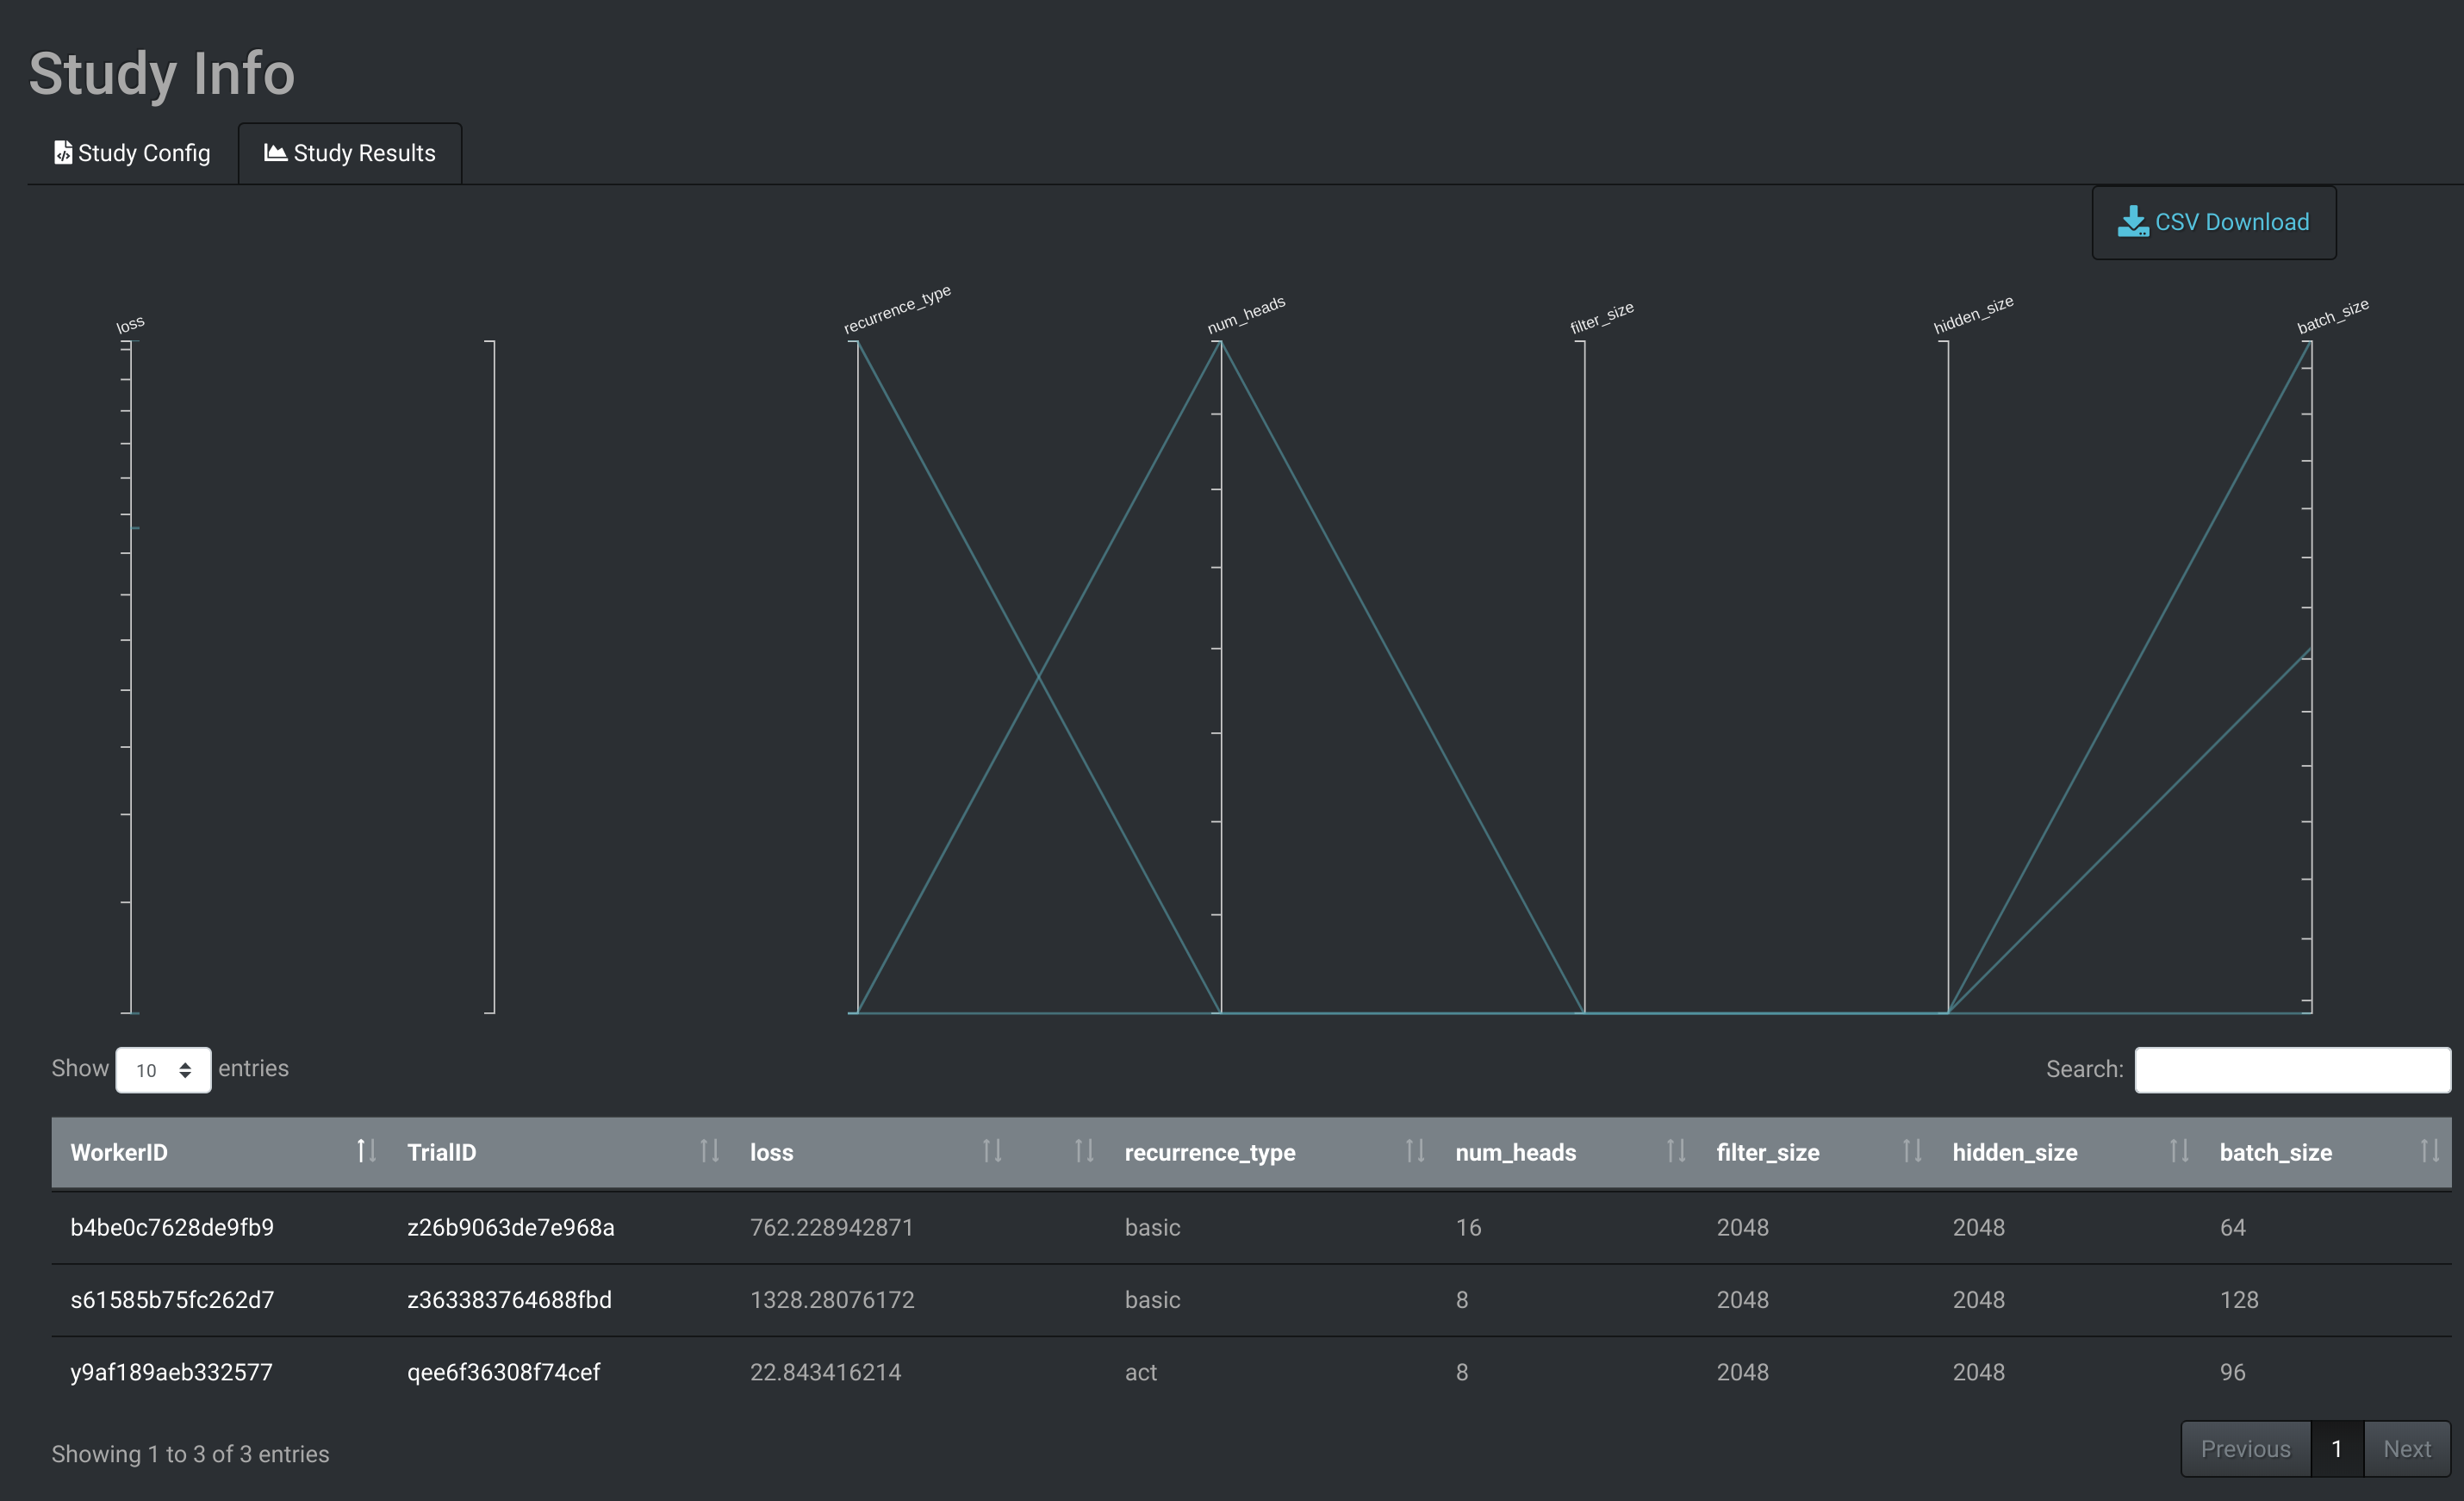 Study Info
Study Config
Study Results
CSV Download
loss
recurrence_type
num_heads
filter_size
hidden_size
batch_size
Show 10 entries
Search:
WorkerID TrialID loss recurrence_type num_heads filter_size hidden_size batch_size
b4be0c7628de9fb9 z26b9063de7e968a 762.228942871 basic 16 2048 2048 64
s61585b75fc262d7 z363383764688fbd 1328.28076172 basic 8 2048 2048 128
y9af189aeb332577 qee6f36308f74cef 22.843416214 act 8 2048 2048 96
Showing 1 to 3 of 3 entries
Previous 1 Next